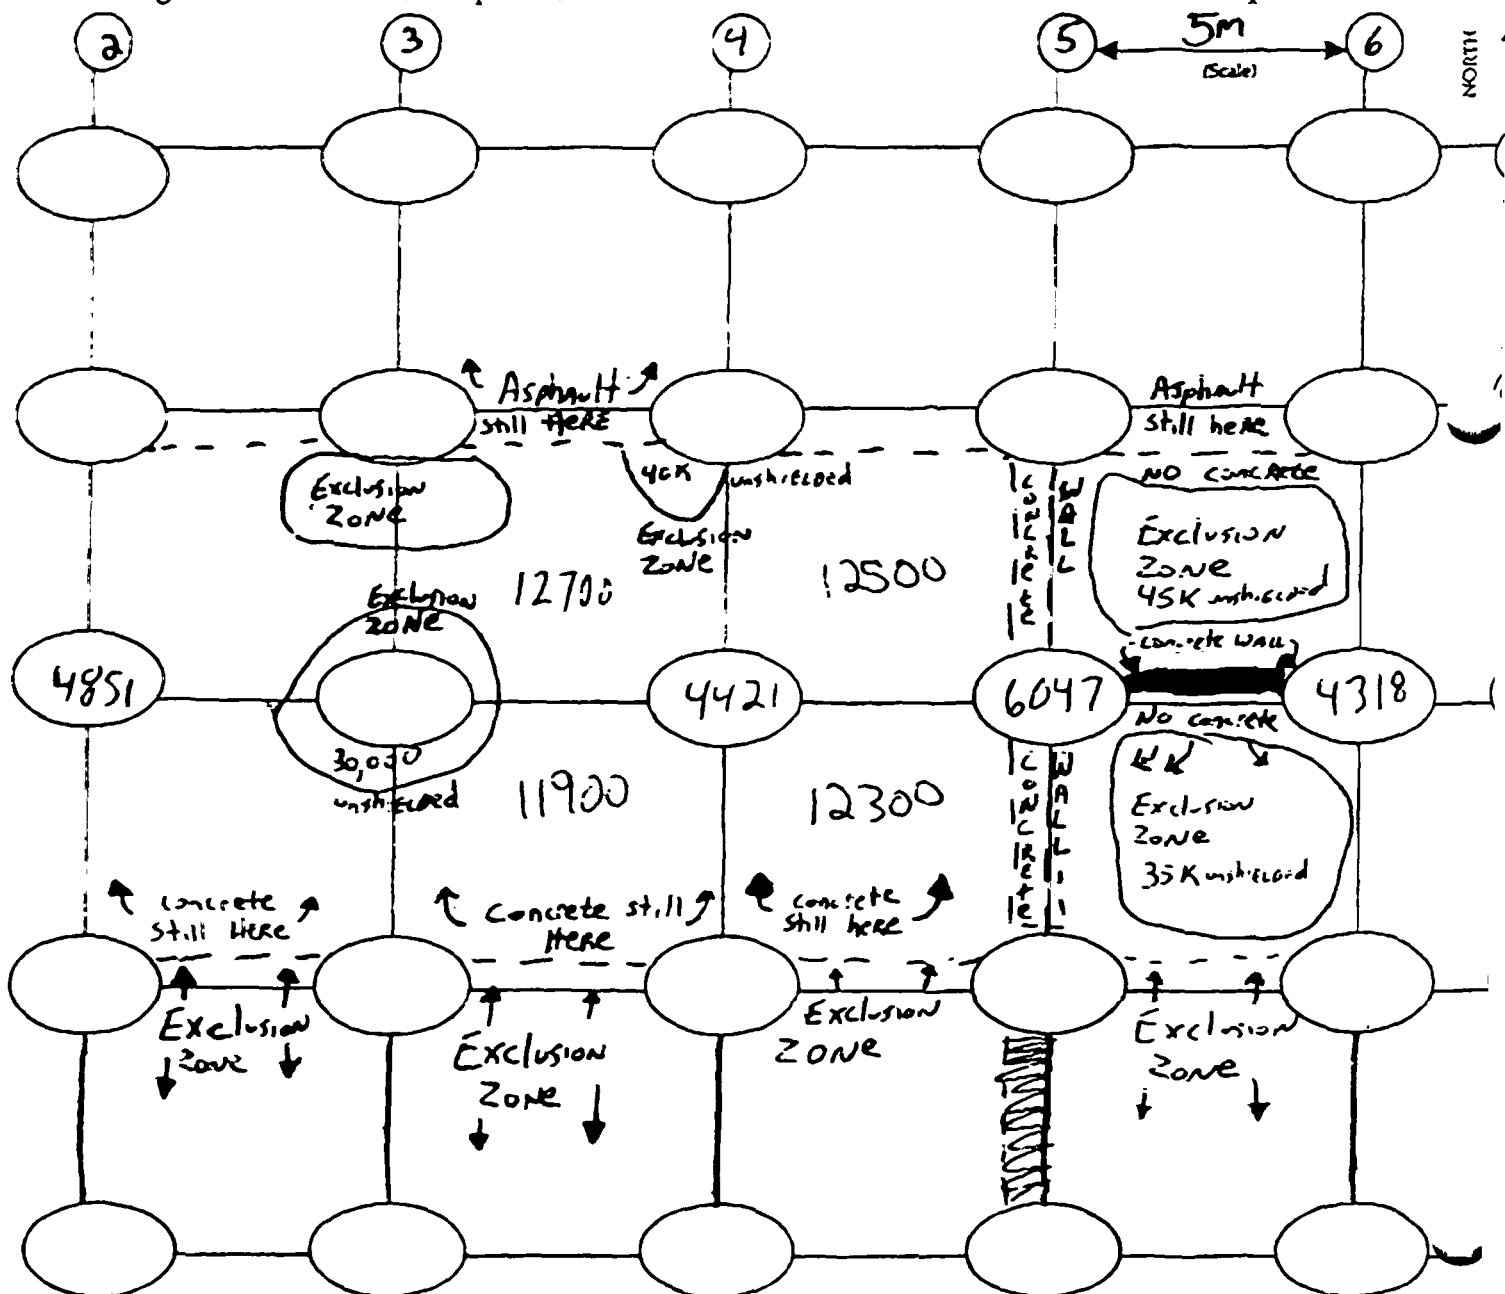 2 3 4 5 5m 6
(Scale)
NORTH
Asphault
still HERE
Asphault
still here
Exclusion
ZONE
40K unshielded
Exclusion
ZONE
CONCRETE
WALL
NO CONCRETE
Exclusion
Zone
45K unshielded
12700
12500
Exclusion
ZONE
concrete WALL
4851
4421
6047
4318
NO concrete
30,000
unshielded
11900
12300
CONCRETE
WALL
Exclusion
ZONE
35K unshielded
concrete
still Here
Concrete still
Here
concrete
still here
Exclusion
Zone
Exclusion
ZONE
Exclusion
ZONE
Exclusion
ZONE